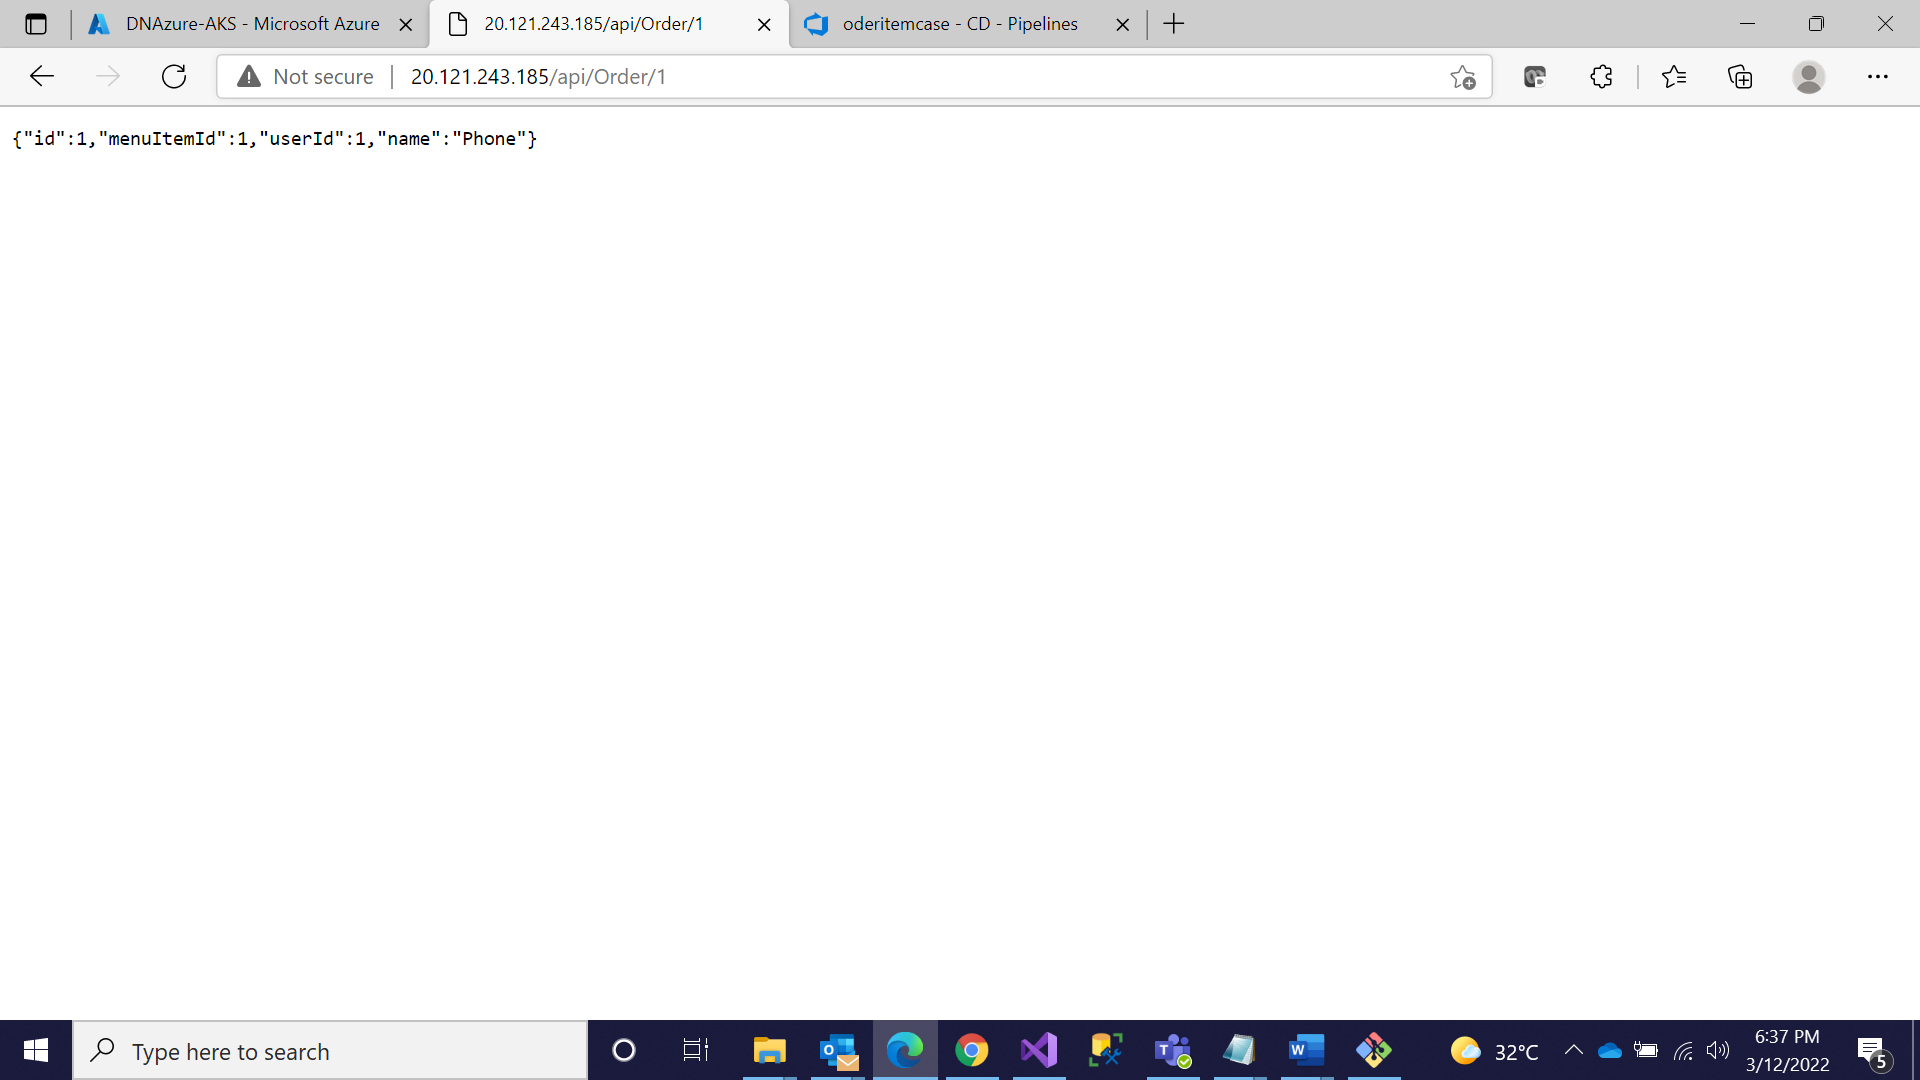 DNAzure-AKS - Microsoft Azure
20.121.243.185/api/Order/1
oderitemcase - CD - Pipelines
Not secure
20.121.243.185/api/Order/1
{"id":1,"menuItemId":1,"userId":1,"name":"Phone"}
Type here to search
32°C
6:37 PM
3/12/2022
5